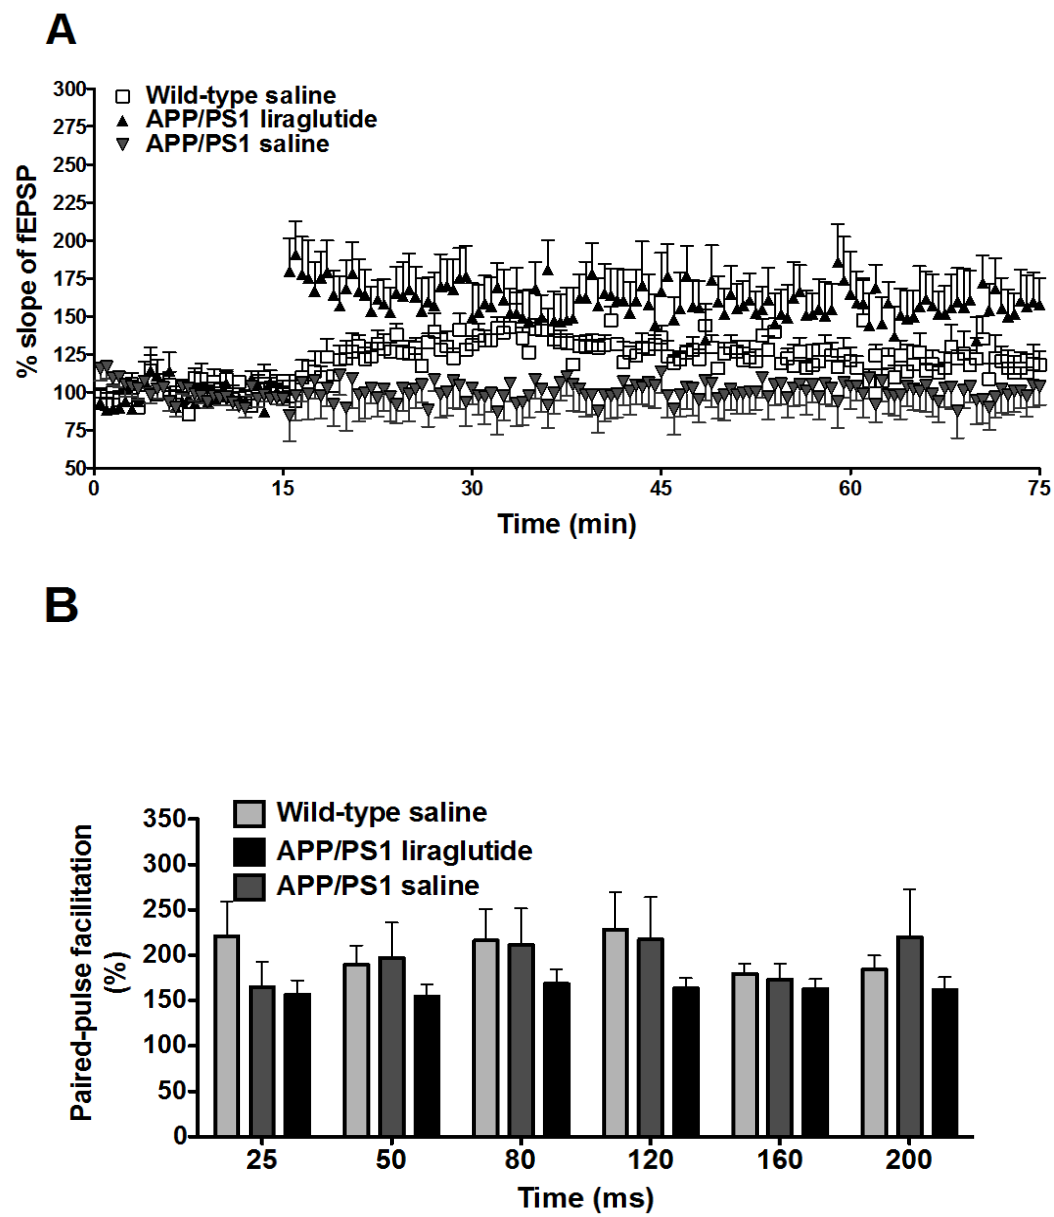 A
300
275
250
225
200
175
150
125
100
75
50
% slope of fEPSP
Wild-type saline
APP/PS1 liraglutide
APP/PS1 saline
0 15 30 45 60 75
Time (min)
B
350
300
250
200
150
100
50
0
Paired-pulse facilitation
(%)
Wild-type saline
APP/PS1 liraglutide
APP/PS1 saline
25 50 80 120 160 200
Time (ms)